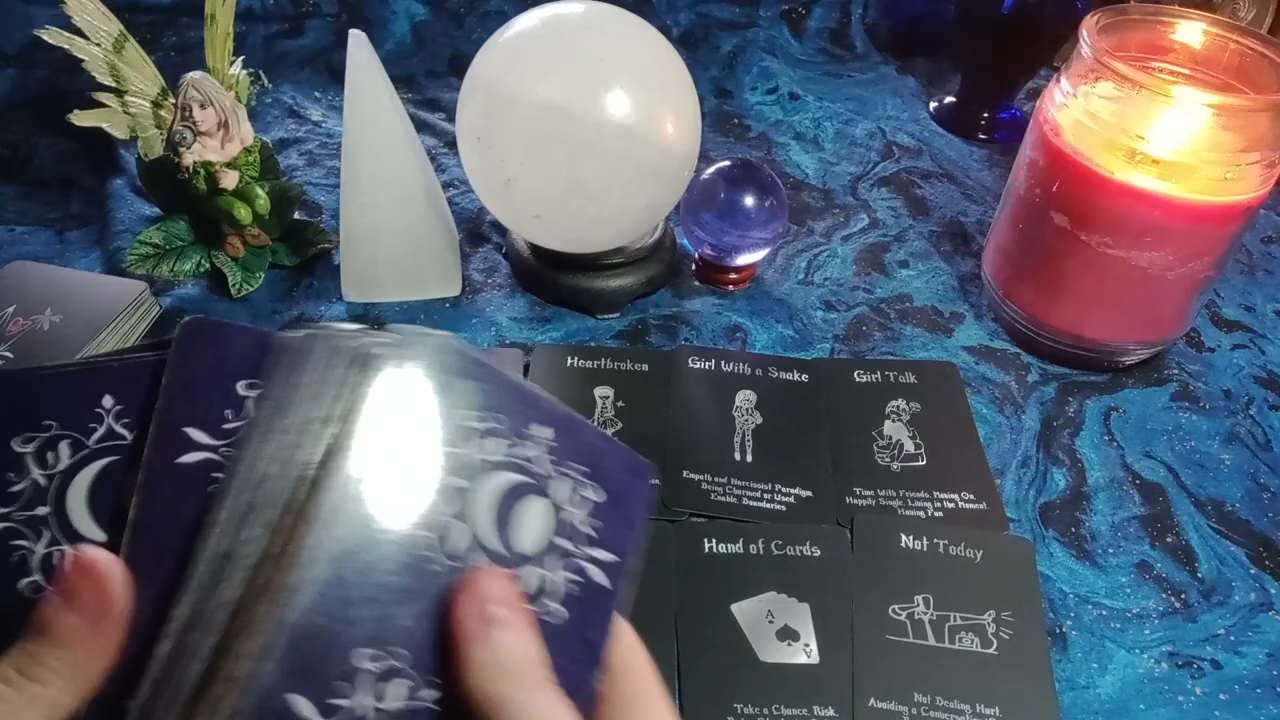 Heartbroken
Girl With a Snake
Empath and Narcissist Paradigm,
Being Charmed or Used,
Enable, Boundaries
Girl Talk
Time With Friends, Moving On,
Happily Single, Living in the Moment,
Having Fun
Hand of Cards
A
A
Take a Chance, Risk,
Not Today
Not Dealing, Hurt,
Avoiding a Conversation